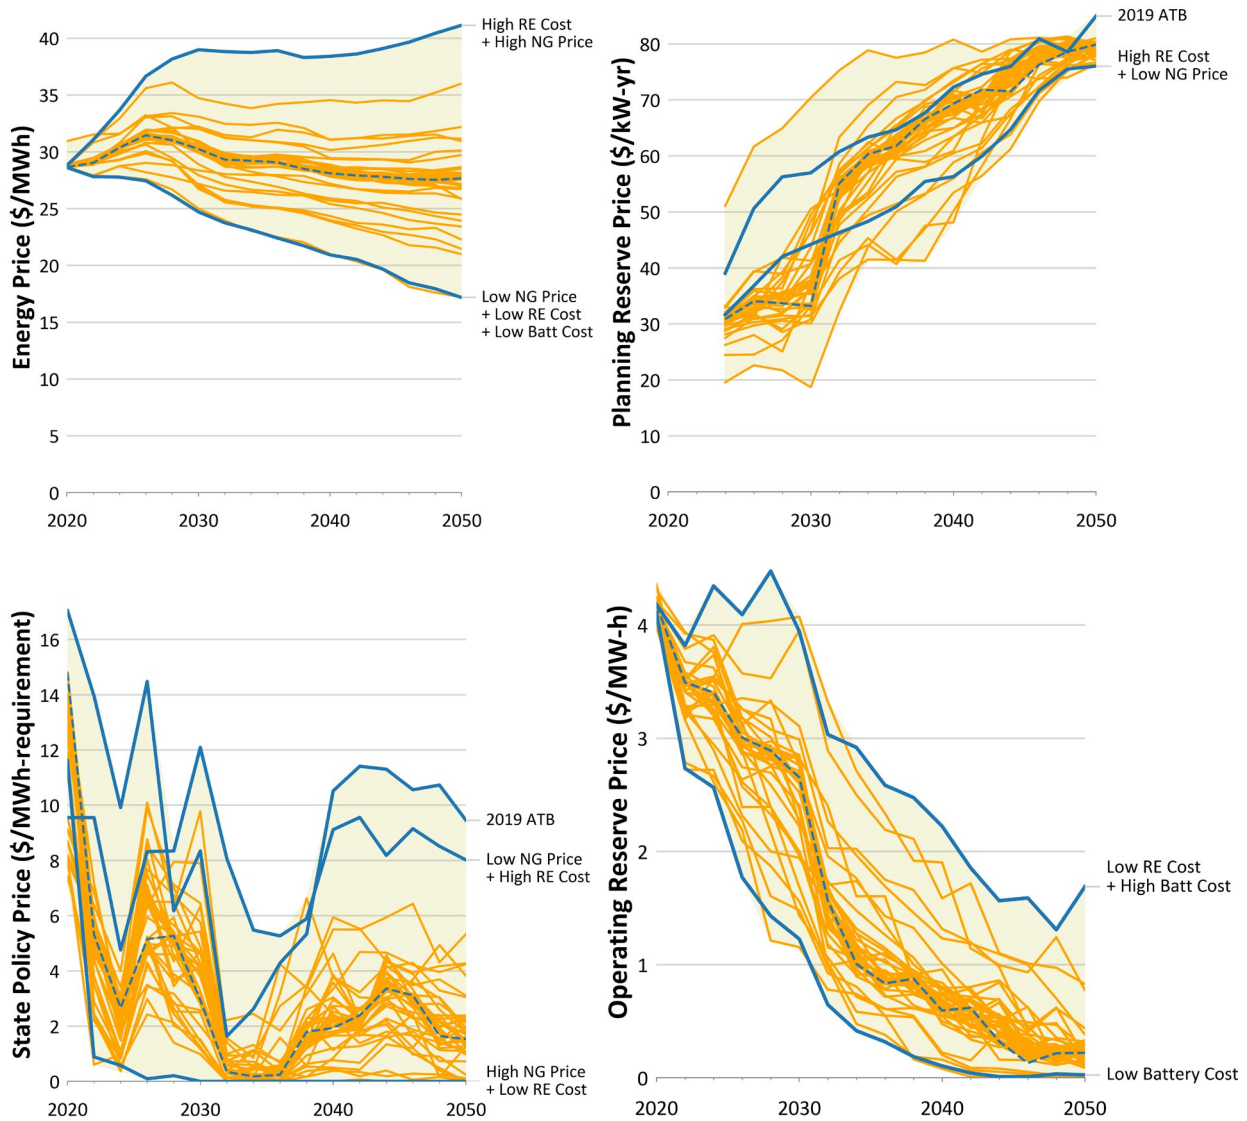 Energy Price ($/MWh)
40
35
30
25
20
15
10
5
0
2020
2030
2040
2050
High RE Cost
+ High NG Price
Low NG Price
+ Low RE Cost
+ Low Batt Cost
Planning Reserve Price ($/kW-yr)
80
70
60
50
40
30
20
10
0
2020
2030
2040
2050
2019 ATB
High RE Cost
+ Low NG Price
State Policy Price ($/MWh-requirement)
16
14
12
10
8
6
4
2
0
2020
2030
2040
2050
2019 ATB
Low NG Price
+ High RE Cost
High NG Price
+ Low RE Cost
Operating Reserve Price ($/MW-h)
4
3
2
1
0
2020
2030
2040
2050
Low RE Cost
+ High Batt Cost
Low Battery Cost